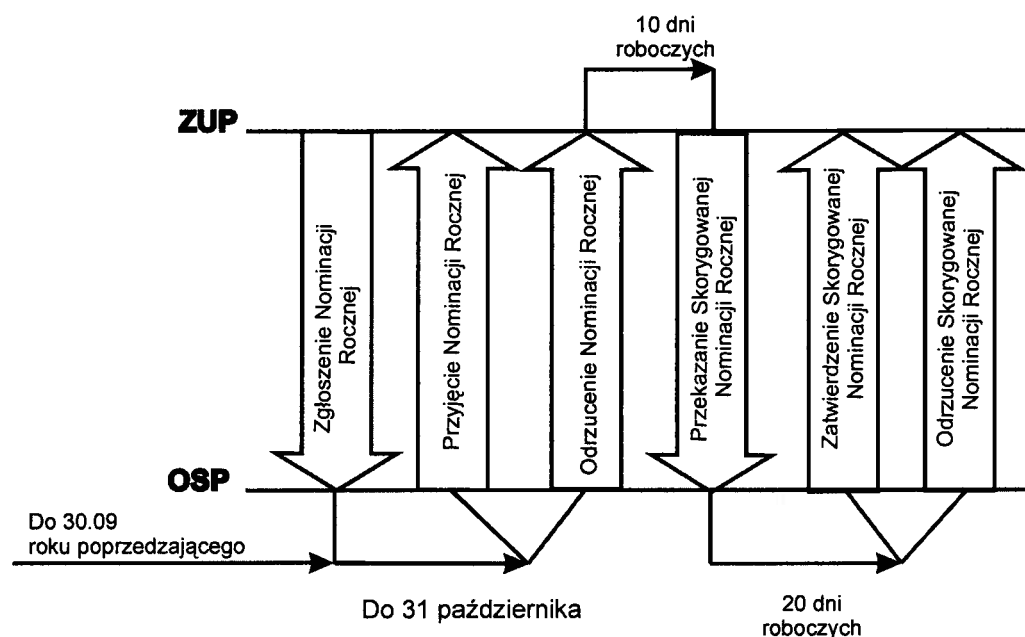 10 dni
roboczych
ZUP
Zgłoszenie Nominacji
Rocznej
Przyjęcie Nominacji Rocznej
Odrzucenie Nominacji Rocznej
Przekazanie Skorygowanej
Nominacji Rocznej
Zatwierdzenie Skorygowanej
Nominacji Rocznej
Odrzucenie Skorygowanej
Nominacji Rocznej
OSP
Do 30.09
roku poprzedzającego
Do 31 października
20 dni
roboczych